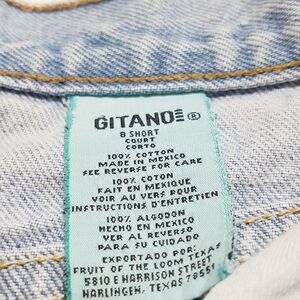 GITANO ®
8 SHORT
COURT
CORTO
100% COTTON
MADE IN MEXICO
SEE REVERSE FOR CARE
100% COTON
FAIT EN MEXIQUE
VOIR AU VERS POUR
INSTRUCTIONS D'ENTRETIEN
100% ALGODON
HECHO EN MEXICO
VER AL REVERSO
PARA SU CUIDADO
EXPORTADO POR:
FRUIT OF THE LOOM TEXAS
5810 E HARRISON STREET
HARLINGEN, TEXAS 78550